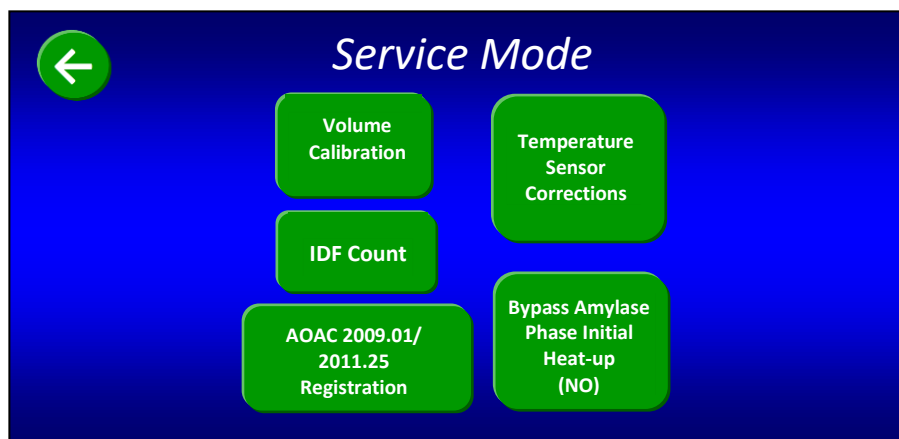 Service Mode
Volume
Calibration
Temperature
Sensor
Corrections
IDF Count
AOAC 2009.01/
2011.25
Registration
Bypass Amylase
Phase Initial
Heat-up
(NO)